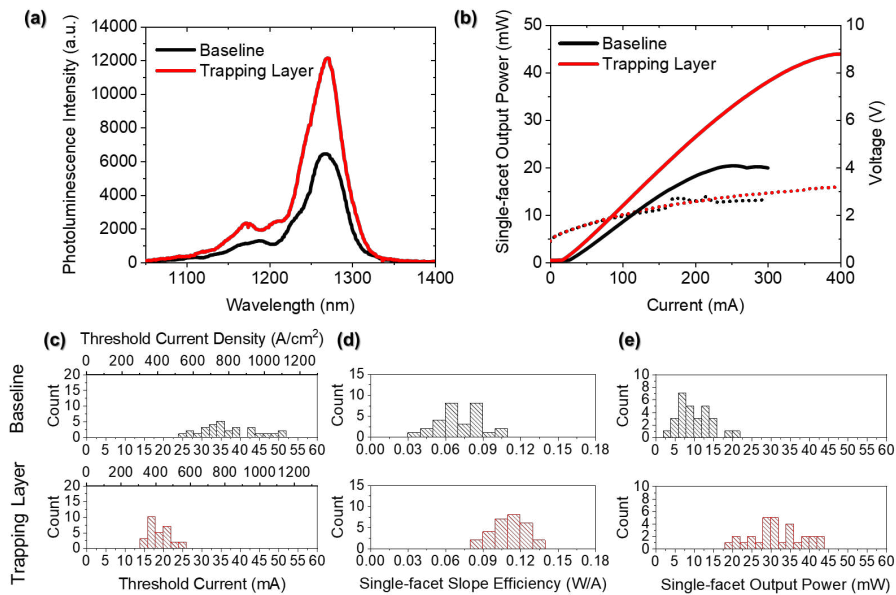 (a)
14000
12000
10000
8000
6000
4000
2000
0
Photoluminescence Intensity (a.u.)
Baseline
Trapping Layer
1100 1200 1300 1400
Wavelength (nm)
(b)
50
40
30
20
10
0
Single-facet Output Power (mW)
Baseline
Trapping Layer
10
8
6
4
2
0
Voltage (V)
0 100 200 300 400
Current (mA)
Baseline
Trapping Layer
(c)
Threshold Current Density (A/cm²)
0 200 400 600 800 1000 1200
20
15
10
5
0
Count
0 5 10 15 20 25 30 35 40 45 50 55 60
0 200 400 600 800 1000 1200
20
15
10
5
0
Count
0 5 10 15 20 25 30 35 40 45 50 55 60
Threshold Current (mA)
(d)
15
10
5
0
Count
0.00 0.03 0.06 0.09 0.12 0.15 0.18
15
10
5
0
Count
0.00 0.03 0.06 0.09 0.12 0.15 0.18
Single-facet Slope Efficiency (W/A)
(e)
10
8
6
4
2
0
Count
0 5 10 15 20 25 30 35 40 45 50 55 60
10
8
6
4
2
0
Count
0 5 10 15 20 25 30 35 40 45 50 55 60
Single-facet Output Power (mW)